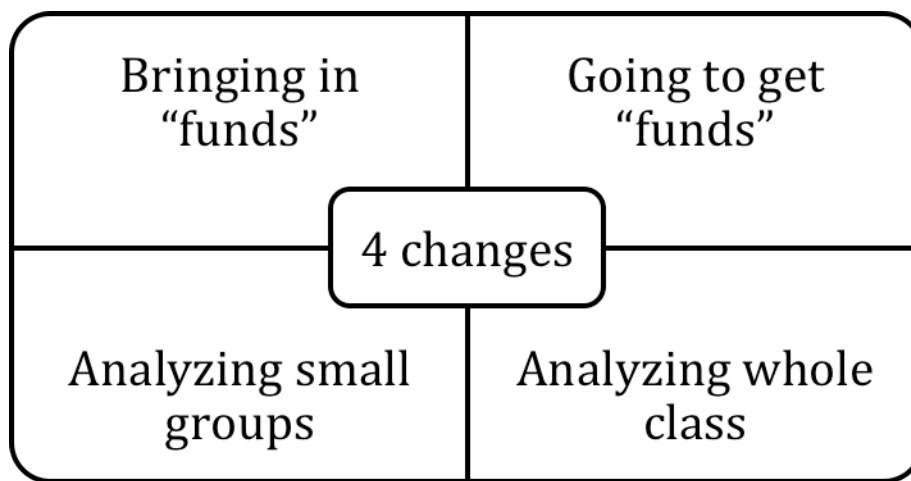 Bringing in
“funds”
Going to get
“funds”
4 changes
Analyzing small
groups
Analyzing whole
class